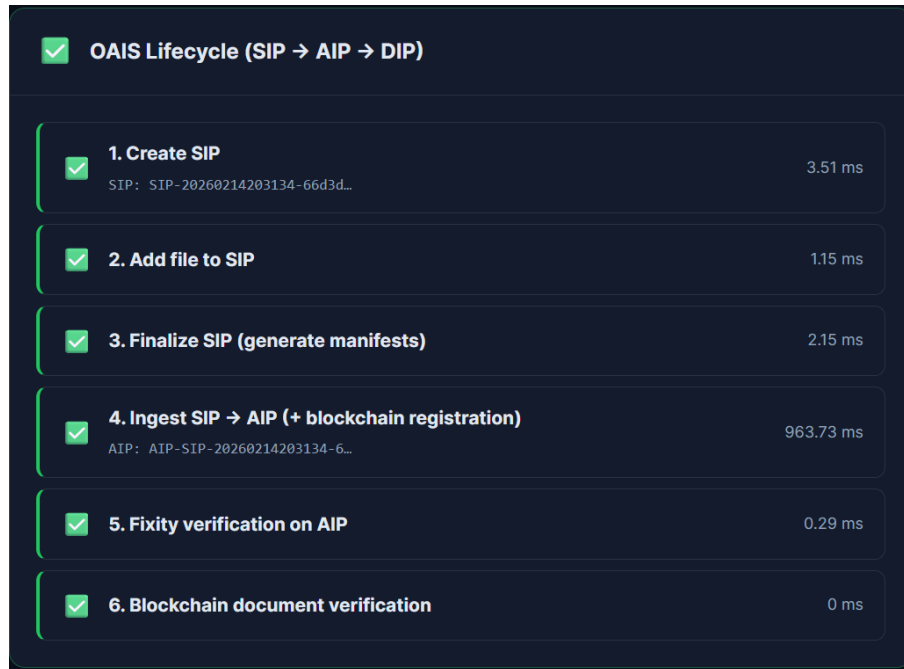 OAIS Lifecycle (SIP → AIP → DIP)
1. Create SIP
3.51 ms
SIP: SIP-20260214203134-66d3d…
2. Add file to SIP
1.15 ms
3. Finalize SIP (generate manifests)
2.15 ms
4. Ingest SIP → AIP (+ blockchain registration)
963.73 ms
AIP: AIP-SIP-20260214203134-6…
5. Fixity verification on AIP
0.29 ms
6. Blockchain document verification
0 ms